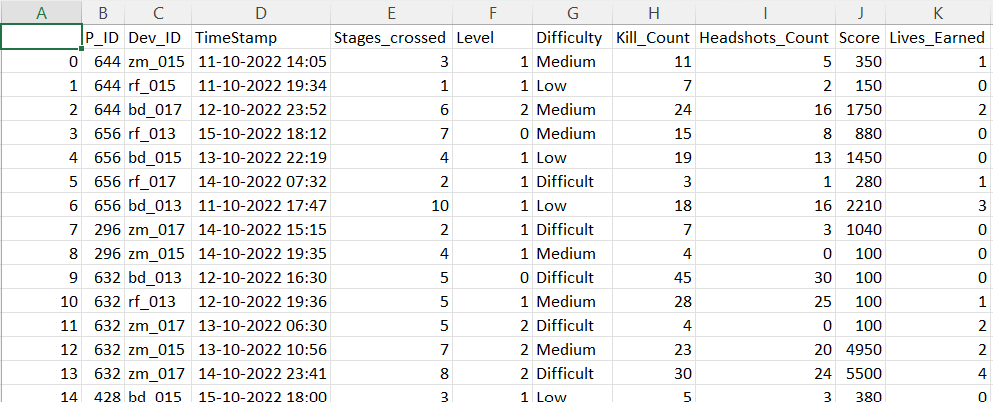 A B C D E F G H I J K
P_ID Dev_ID TimeStamp Stages_crossed Level Difficulty Kill_Count Headshots_Count Score Lives_Earned
0 644 zm_015 11-10-2022 14:05 3 1 Medium 11 5 350 1
1 644 rf_015 11-10-2022 19:34 1 1 Low 7 2 150 0
2 644 bd_017 12-10-2022 23:52 6 2 Medium 24 16 1750 2
3 656 rf_013 15-10-2022 18:12 7 0 Medium 15 8 880 0
4 656 bd_015 13-10-2022 22:19 4 1 Low 19 13 1450 0
5 656 rf_017 14-10-2022 07:32 2 1 Difficult 3 1 280 1
6 656 bd_013 11-10-2022 17:47 10 1 Low 18 16 2210 3
7 296 zm_017 14-10-2022 15:15 2 1 Difficult 7 3 1040 0
8 296 zm_015 14-10-2022 19:35 4 1 Medium 4 0 100 0
9 632 bd_013 12-10-2022 16:30 5 0 Difficult 45 30 100 0
10 632 rf_013 12-10-2022 19:36 5 1 Medium 28 25 100 1
11 632 zm_017 13-10-2022 06:30 5 2 Difficult 4 0 100 2
12 632 zm_015 13-10-2022 10:56 7 2 Medium 23 20 4950 2
13 632 zm_017 14-10-2022 23:41 8 2 Difficult 30 24 5500 4
14 428 bd_015 15-10-2022 18:00 3 1 Low 5 3 380 0